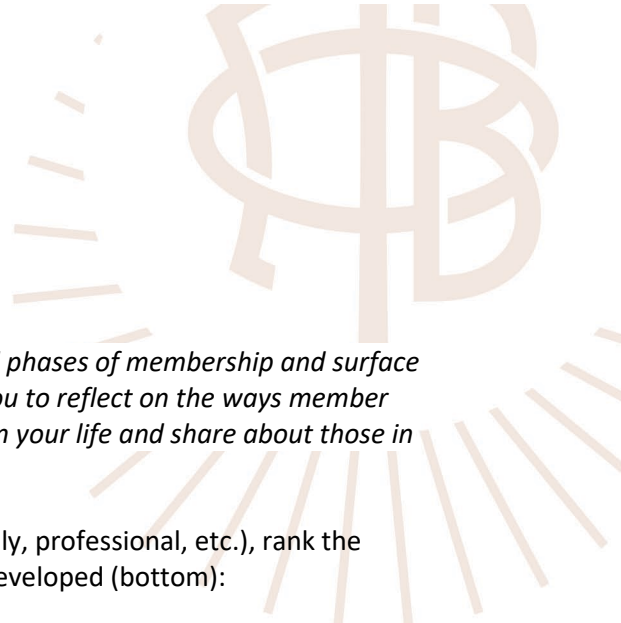 phases of membership and surface
ou to reflect on the ways member
n your life and share about those in
ly, professional, etc.), rank the
eveloped (bottom):